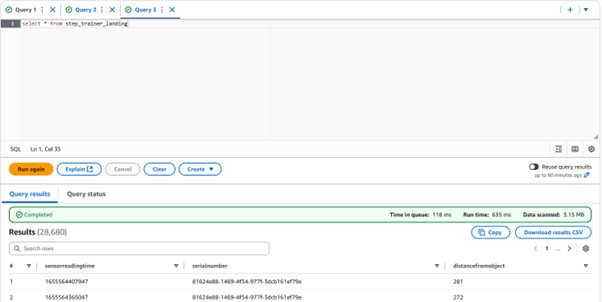 Query 1
Query 2
Query 3
1 select * from step_trainer_landing
SQL Ln 1, Col 35
Run again Explain Cancel Clear Create
Reuse query results
up to 60 minutes ago
Query results Query status
Completed Time in queue: 118 ms Run time: 635 ms Data scanned: 3.15 MB
Results (28,680) Copy Download results CSV
Search rows 1 ...
# sensorreadingtime serialnumber distancefromobject
1 1655564407947 81624e88-1469-4f54-977f-3dcb161ef79e 281
2 1655564365047 81624e88-1469-4f54-977f-3dcb161ef79e 272